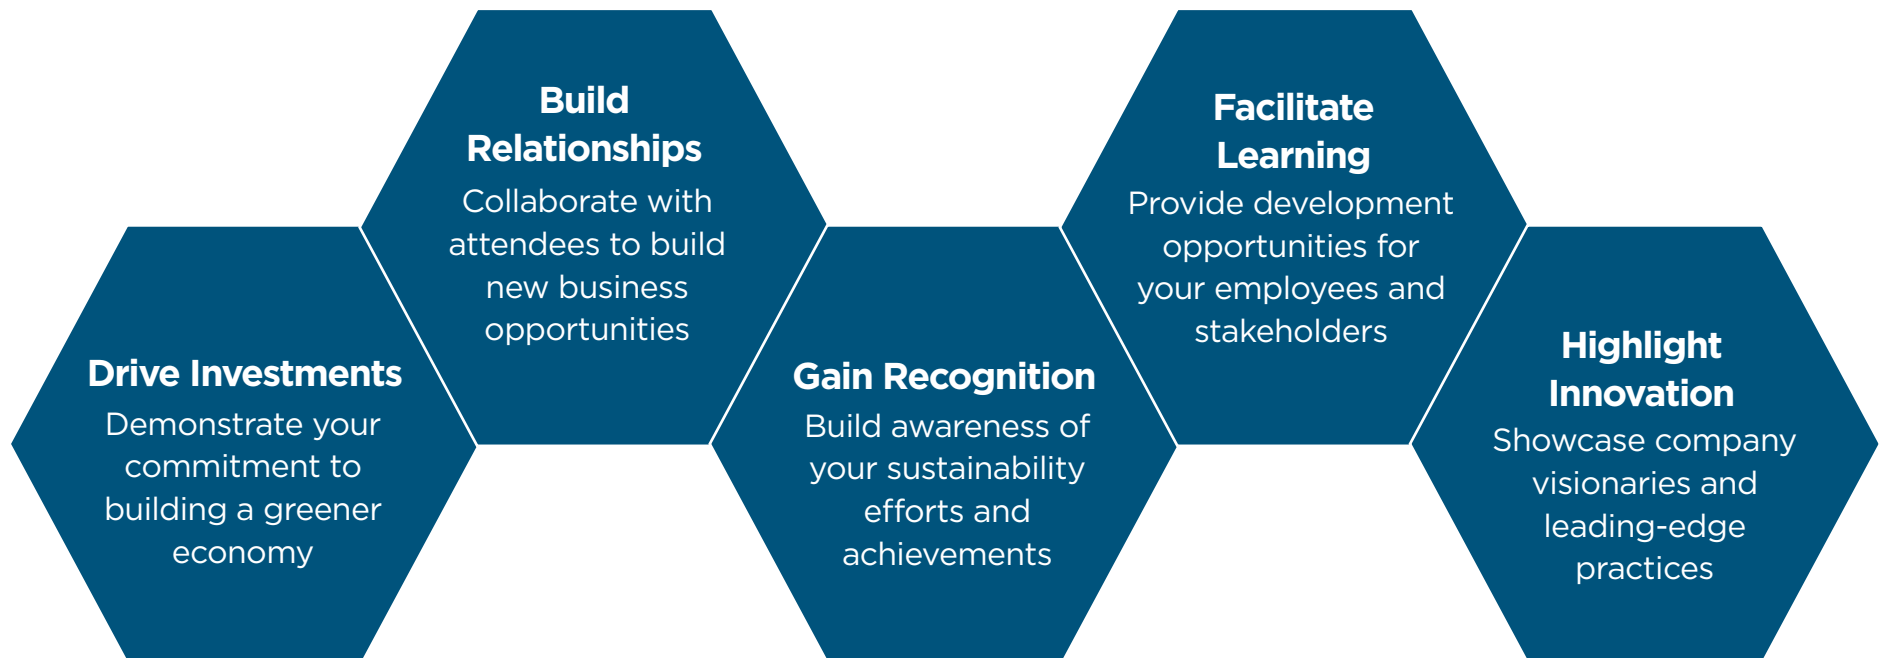 Drive Investments
Demonstrate your
commitment to
building a greener
economy
Build
Relationships
Collaborate with
attendees to build
new business
opportunities
Gain Recognition
Build awareness of
your sustainability
efforts and
achievements
Facilitate
Learning
Provide development
opportunities for
your employees and
stakeholders
Highlight
Innovation
Showcase company
visionaries and
leading-edge
practices